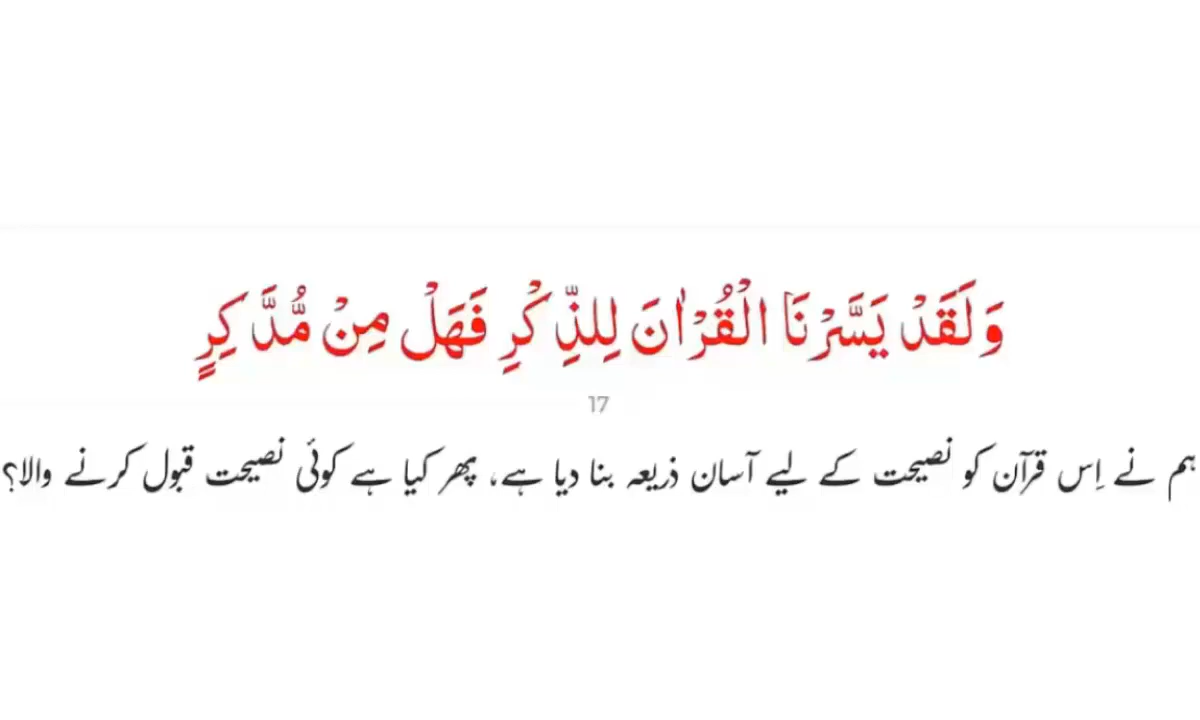 وَلَقَدْ يَسَّرْنَا الْقُرْاٰنَ لِلذِّكْرِ فَهَلْ مِنْ مُّدَّكِرٍ
17
ہم نے اِس قرآن کو نصیحت کے لیے آسان ذریعہ بنا دیا ہے، پھر کیا ہے کوئی نصیحت قبول کرنے والا؟